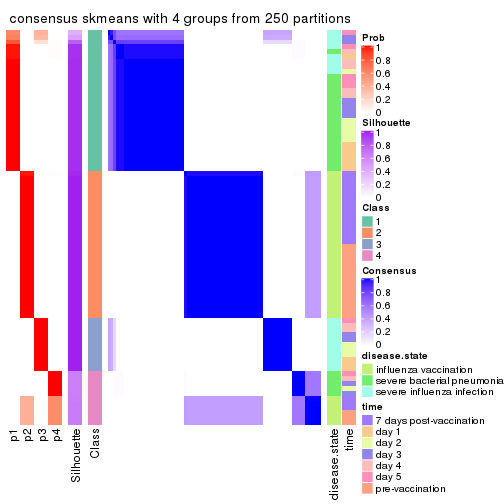 consensus skmeans with 4 groups from 250 partitions
Prob
1
0.8
0.6
0.4
0.2
0
Silhouette
1
0.8
0.6
0.4
0.2
0
Class
1
2
3
4
Consensus
1
0.8
0.6
0.4
0.2
0
disease.state
influenza vaccination
severe bacterial pneumonia
severe influenza infection
time
7 days post-vaccination
day 1
day 2
day 3
day 4
day 5
pre-vaccination
p1
p2
p3
p4
Silhouette
Class
disease.state
time